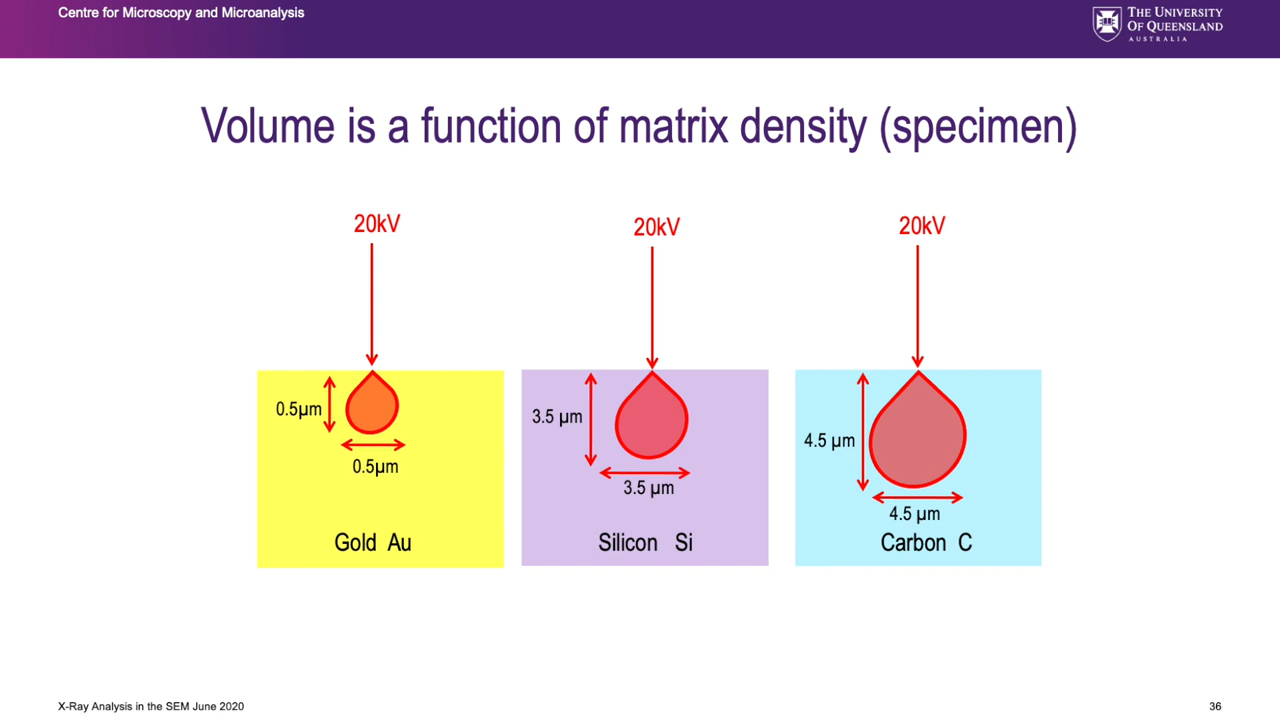 Centre for Microscopy and Microanalysis
THE UNIVERSITY
OF QUEENSLAND
AUSTRALIA
Volume is a function of matrix density (specimen)
20kV
20kV
20kV
0.5µm
0.5µm
Gold Au
3.5 µm
3.5 µm
Silicon Si
4.5 µm
4.5 µm
Carbon C
X-Ray Analysis in the SEM June 2020
36